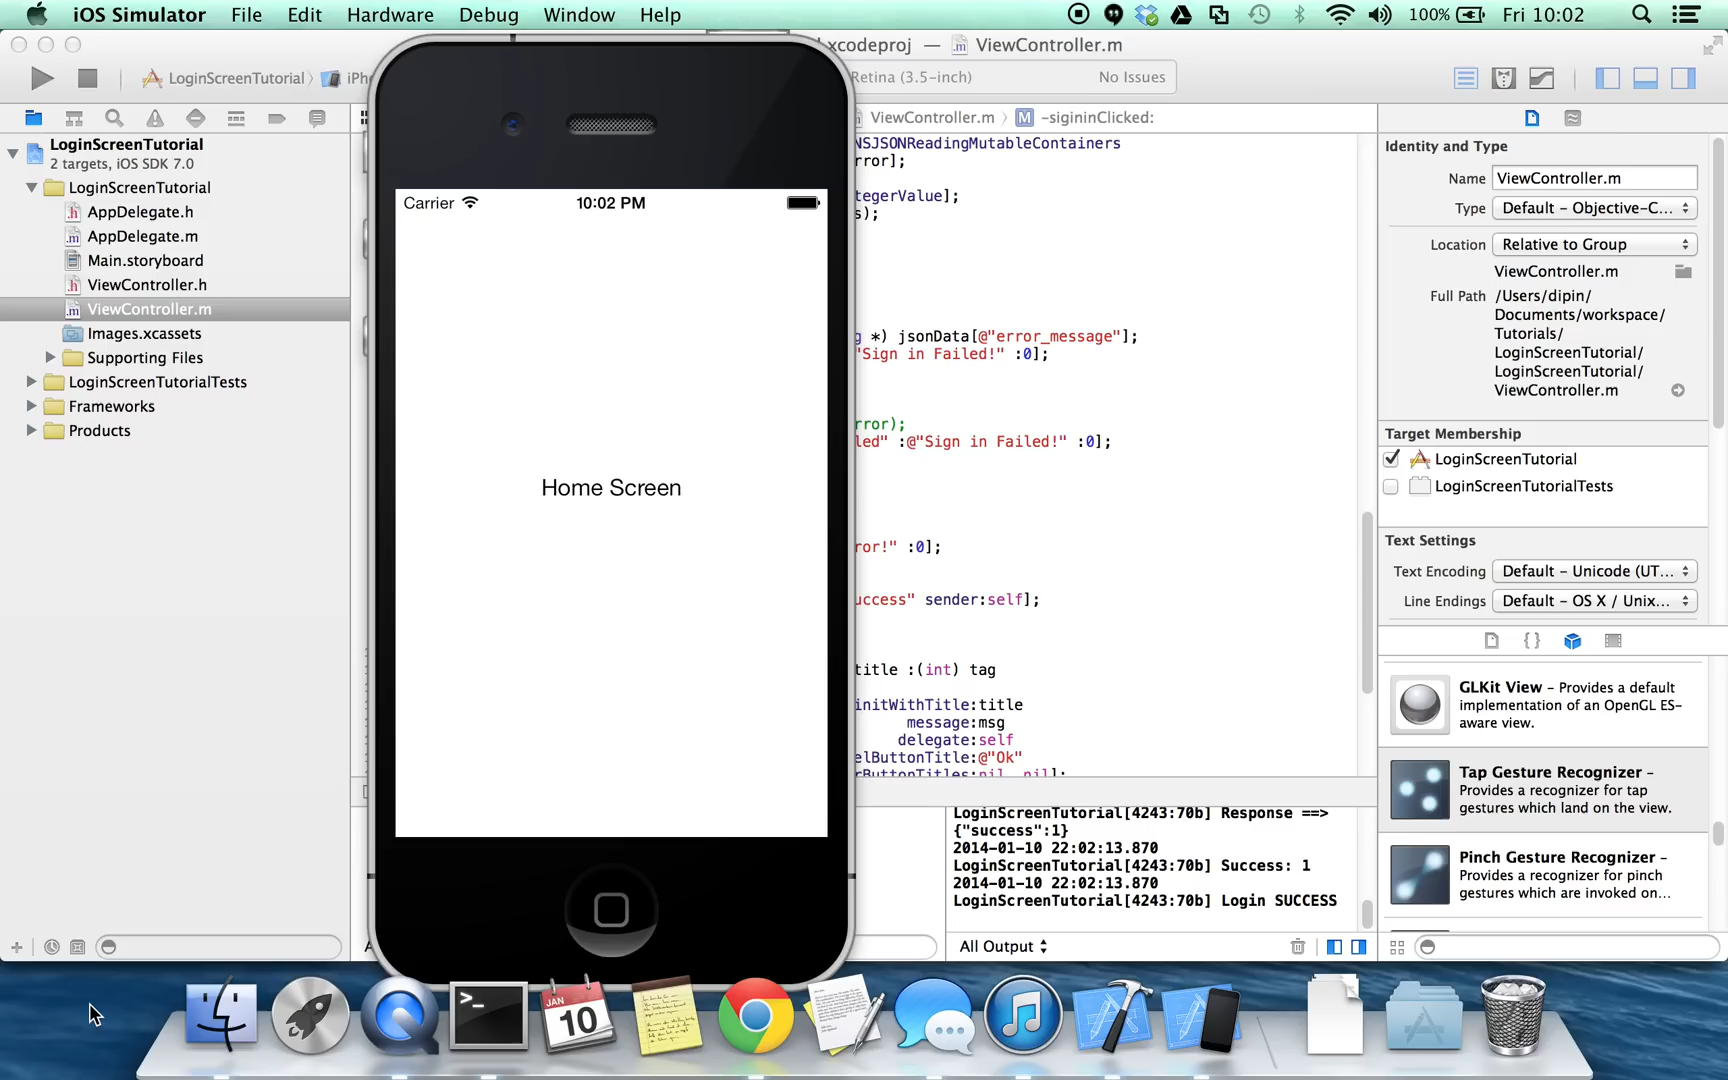 iOS Simulator File Edit Hardware Debug Window Help 100% Fri 10:02
.xcodeproj — ViewController.m
LoginScreenTutorial
Retina (3.5-inch) No Issues
ViewController.m M -sigininClicked:
LoginScreenTutorial
2 targets, iOS SDK 7.0
LoginScreenTutorial
AppDelegate.h
AppDelegate.m
Main.storyboard
ViewController.h
ViewController.m
Images.xcassets
Supporting Files
LoginScreenTutorialTests
Frameworks
Products
Carrier 10:02 PM
Home Screen
NSJSONReadingMutableContainers
rror];
tegerValue];
s);
g *) jsonData[@"error_message"];
"Sign in Failed!" :0];
rror);
led" :@"Sign in Failed!" :0];
ror!" :0];
uccess" sender:self];
title :(int) tag
initWithTitle:title
message:msg
delegate:self
elButtonTitle:@"Ok"
rButtonTitles:nil, nil];
LoginScreenTutorial[4243:70b] Response ==>
{"success":1}
2014-01-10 22:02:13.870
LoginScreenTutorial[4243:70b] Success: 1
2014-01-10 22:02:13.870
LoginScreenTutorial[4243:70b] Login SUCCESS
All Output
Identity and Type
Name ViewController.m
Type Default - Objective-C...
Location Relative to Group
ViewController.m
Full Path /Users/dipin/
Documents/workspace/
Tutorials/
LoginScreenTutorial/
LoginScreenTutorial/
ViewController.m
Target Membership
LoginScreenTutorial
LoginScreenTutorialTests
Text Settings
Text Encoding Default - Unicode (UT...
Line Endings Default - OS X / Unix...
GLKit View - Provides a default
implementation of an OpenGL ES-
aware view.
Tap Gesture Recognizer -
Provides a recognizer for tap
gestures which land on the view.
Pinch Gesture Recognizer -
Provides a recognizer for pinch
gestures which are invoked on...
JAN
10